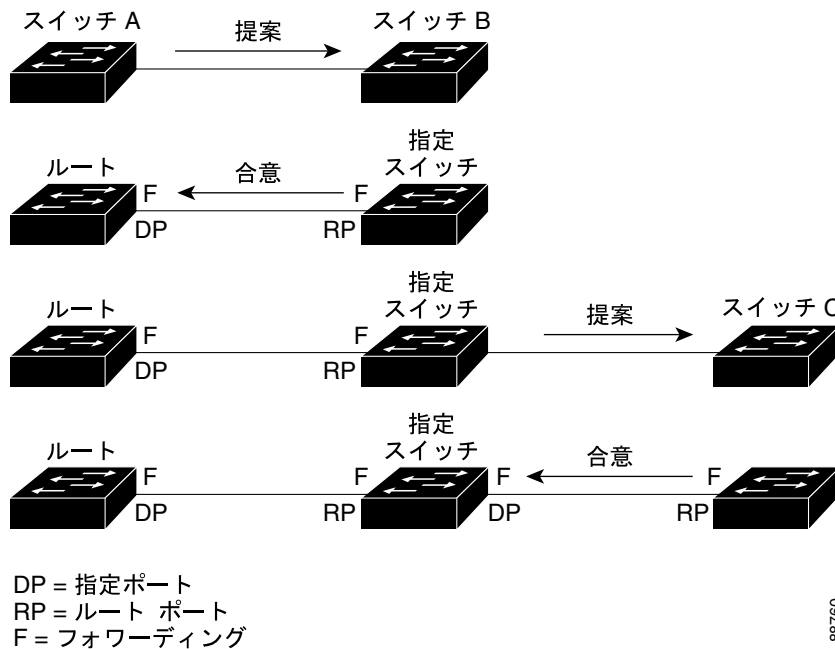 スイッチ A
提案
スイッチ B
ルート
F
合意
F
指定
スイッチ
DP
RP
ルート
F
F
指定
スイッチ
提案
スイッチ C
DP
RP
ルート
F
F
指定
スイッチ
F
合意
F
DP
RP
DP
RP
DP = 指定ポート
RP = ルート ポート
F = フォワーディング
88760